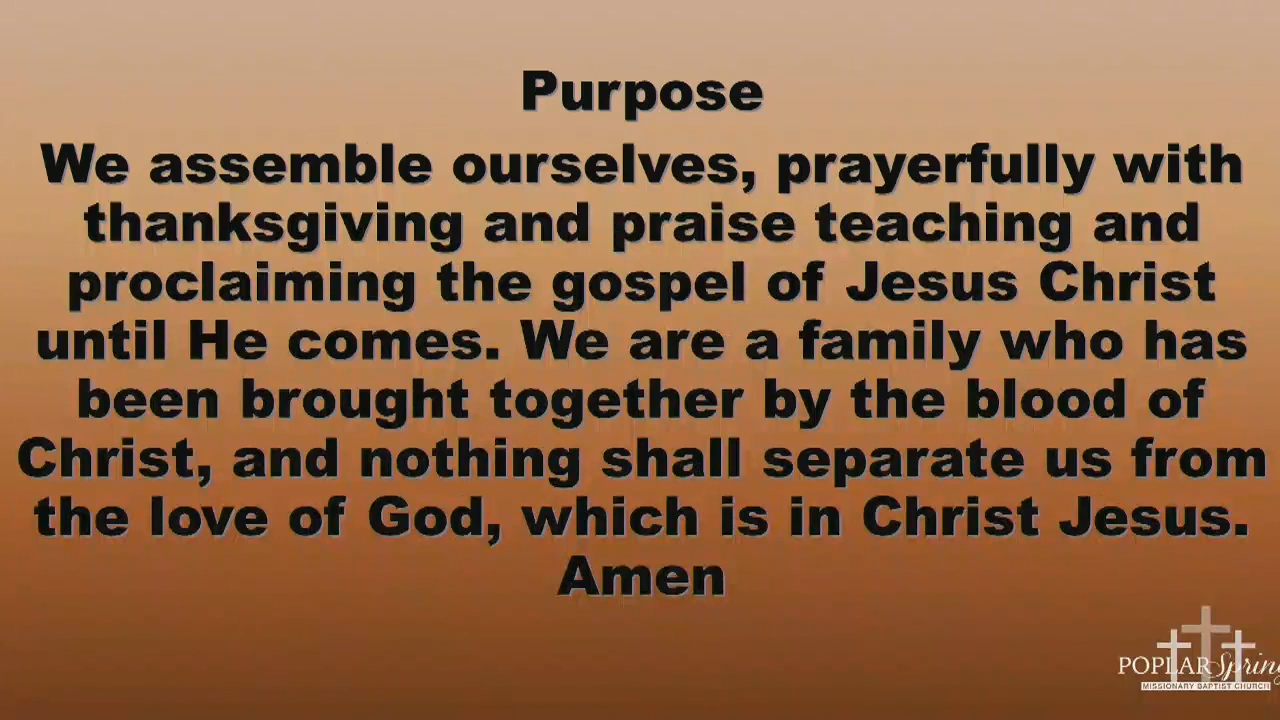 Purpose
We assemble ourselves, prayerfully with
thanksgiving and praise teaching and
proclaiming the gospel of Jesus Christ
until He comes. We are a family who has
been brought together by the blood of
Christ, and nothing shall separate us from
the love of God, which is in Christ Jesus.
Amen
POPLAR Spring
MISSIONARY BAPTIST CHURCH